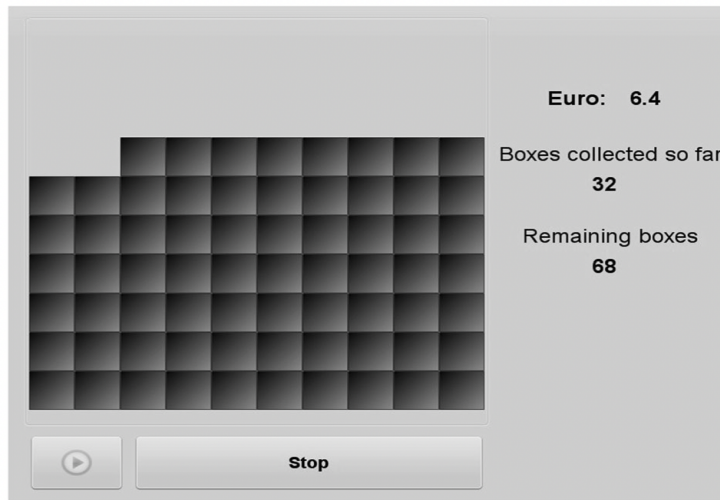 Euro: 6.4
Boxes collected so far
32
Remaining boxes
68
Stop